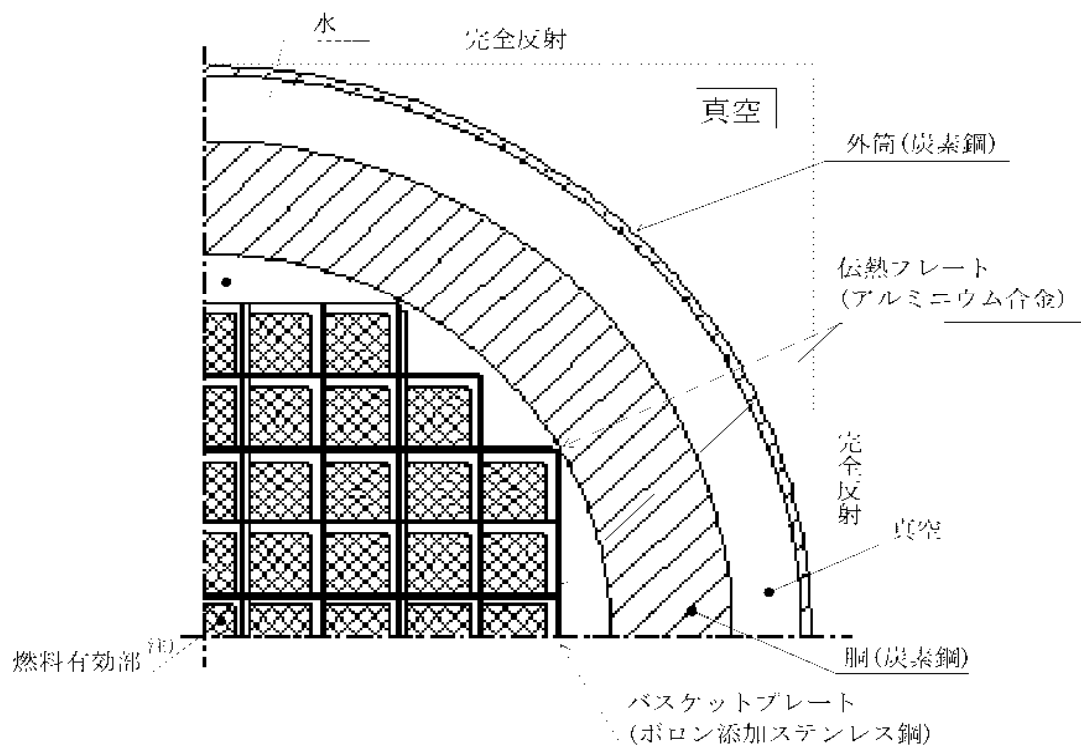 水
完全反射
真空
外筒(炭素鋼)
伝熱フレート
(アルミニウム合金)
完全反射
真空
燃料有効部 注)
胴(炭素鋼)
バスケットプレート
(ボロン添加ステンレス鋼)